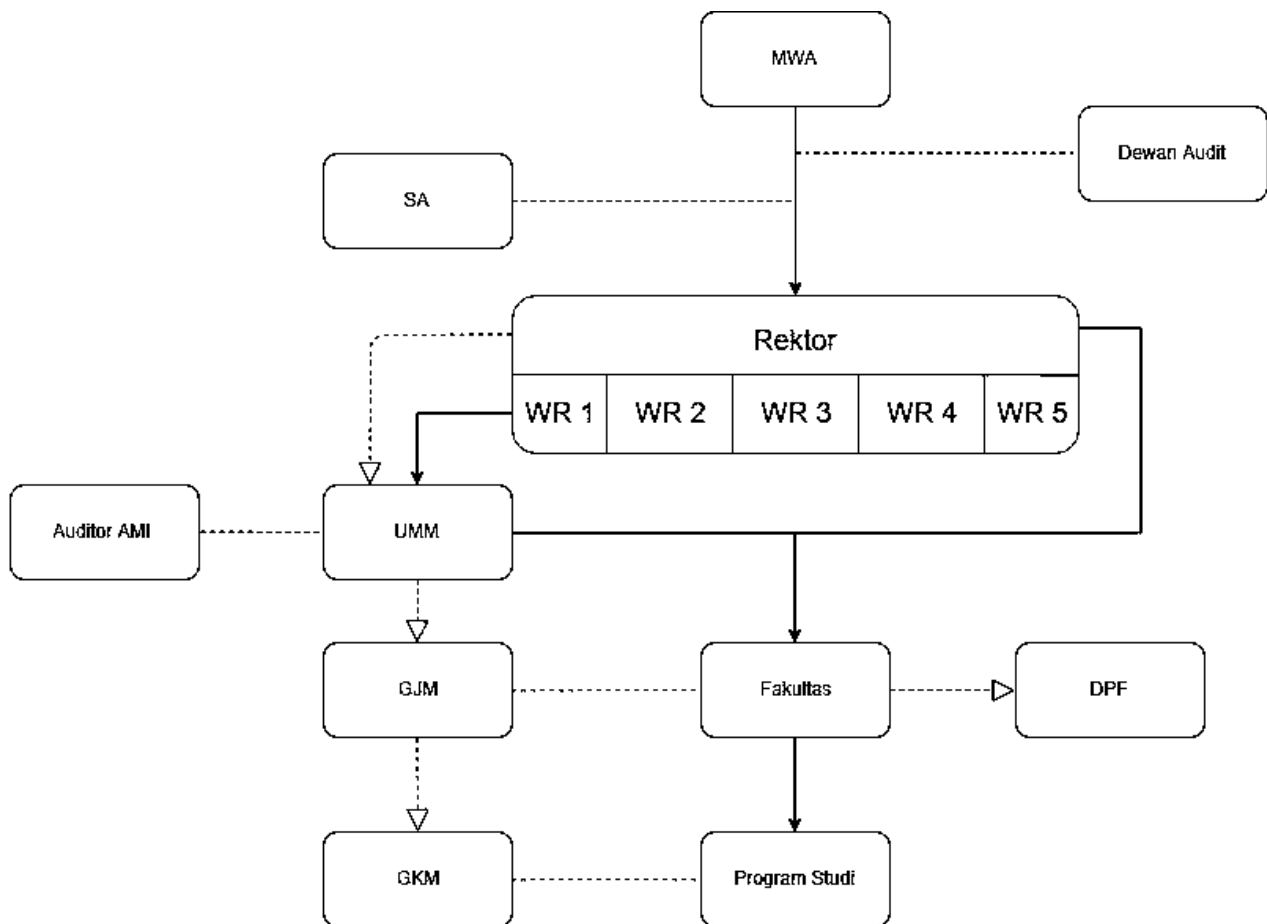 MWA
Dewan Audit
SA
Rektor
WR 1 WR 2 WR 3 WR 4 WR 5
Auditor AMI
UMM
GJM
Fakultas
DPF
GKM
Program Studi